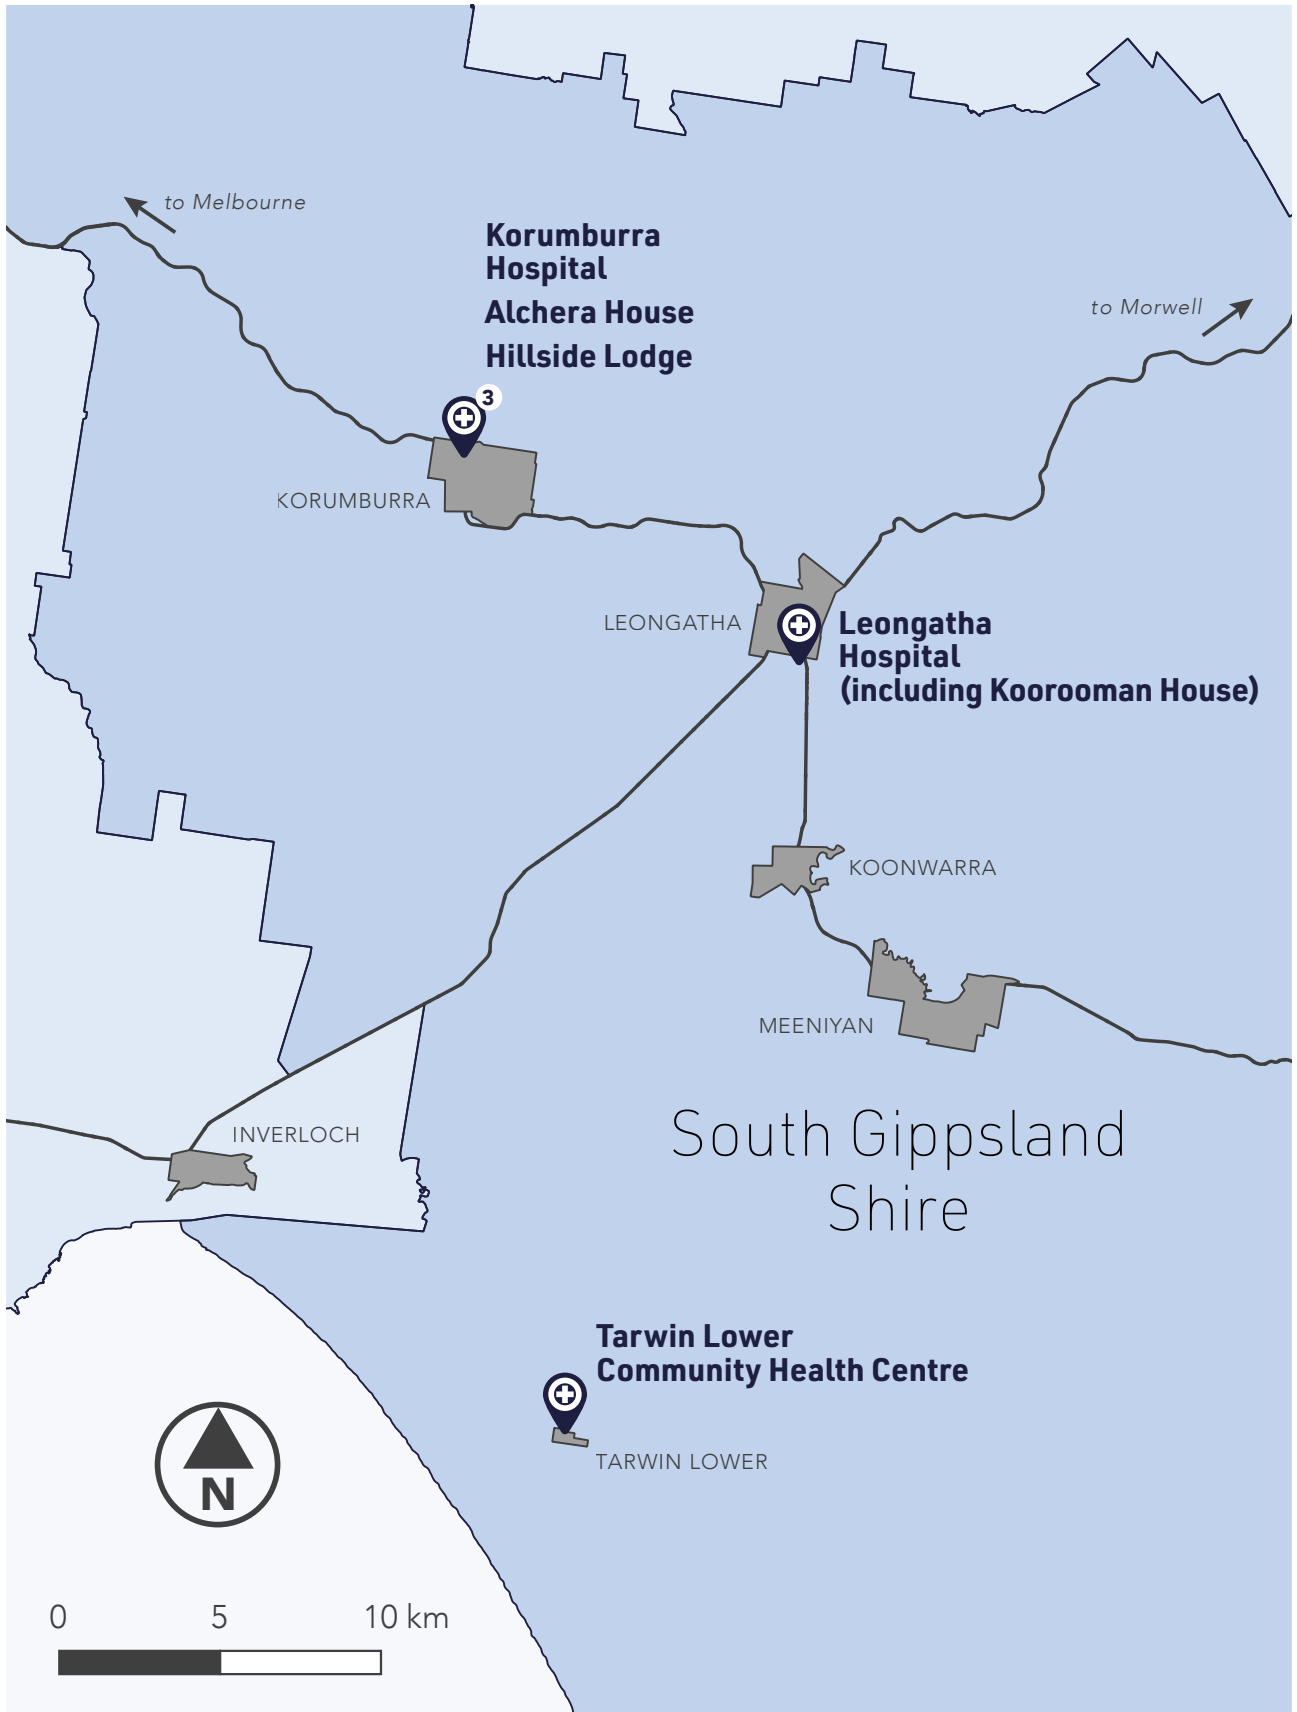 to Melbourne
Korumburra
Hospital
Alchera House
Hillside Lodge
to Morwell
3
KORUMBURRA
LEONGATHA
Leongatha
Hospital
(including Koorooman House)
KOONWARRA
MEENIYAN
South Gippsland
Shire
INVERLOCH
Tarwin Lower
Community Health Centre
TARWIN LOWER
N
0 5 10 km